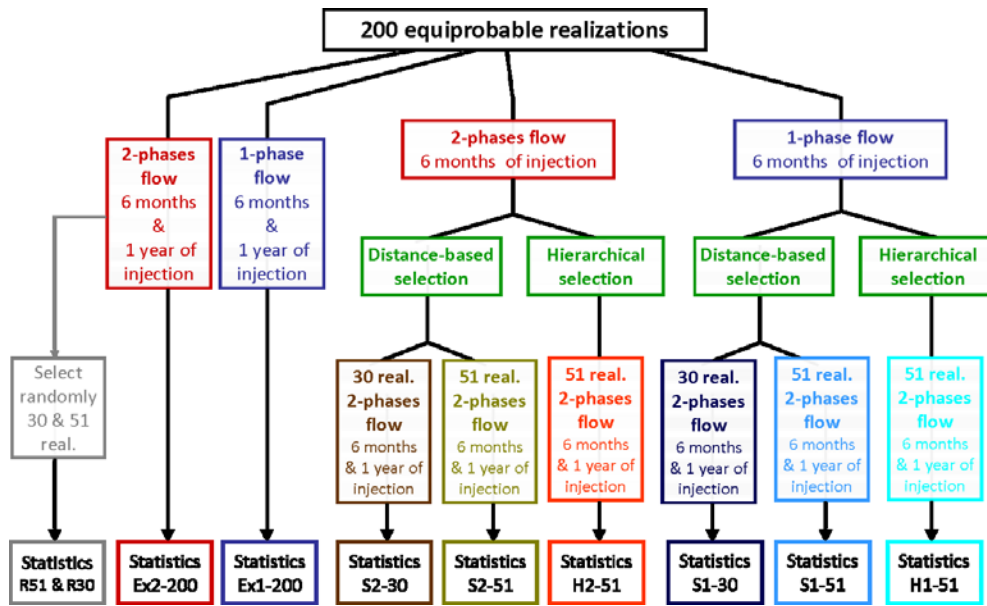 200 equiprobable realizations
2-phases
flow
6 months
&
1 year of
injection
1-phase
flow
6 months
&
1 year of
injection
2-phases flow
6 months of injection
1-phase flow
6 months of injection
Distance-based
selection
Hierarchical
selection
Distance-based
selection
Hierarchical
selection
Select
randomly
30 & 51
real.
30 real.
2-phases
flow
6 months
& 1 year of
injection
51 real.
2-phases
flow
6 months
& 1 year of
injection
51 real.
2-phases
flow
6 months
& 1 year of
injection
30 real.
2-phases
flow
6 months
& 1 year of
injection
51 real.
2-phases
flow
6 months
& 1 year of
injection
51 real.
2-phases
flow
6 months
& 1 year of
injection
Statistics
R51 & R30
Statistics
Ex2-200
Statistics
Ex1-200
Statistics
S2-30
Statistics
S2-51
Statistics
H2-51
Statistics
S1-30
Statistics
S1-51
Statistics
H1-51